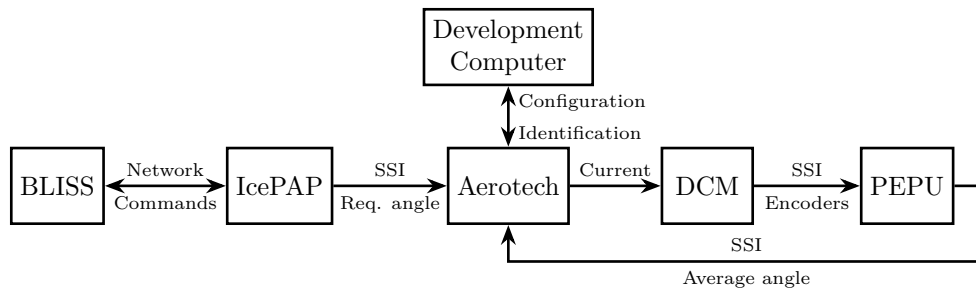 Development
Computer
Configuration
Identification
BLISS
Network
Commands
IcePAP
SSI
Req. angle
Aerotech
Current
DCM
SSI
Encoders
PEPU
SSI
Average angle